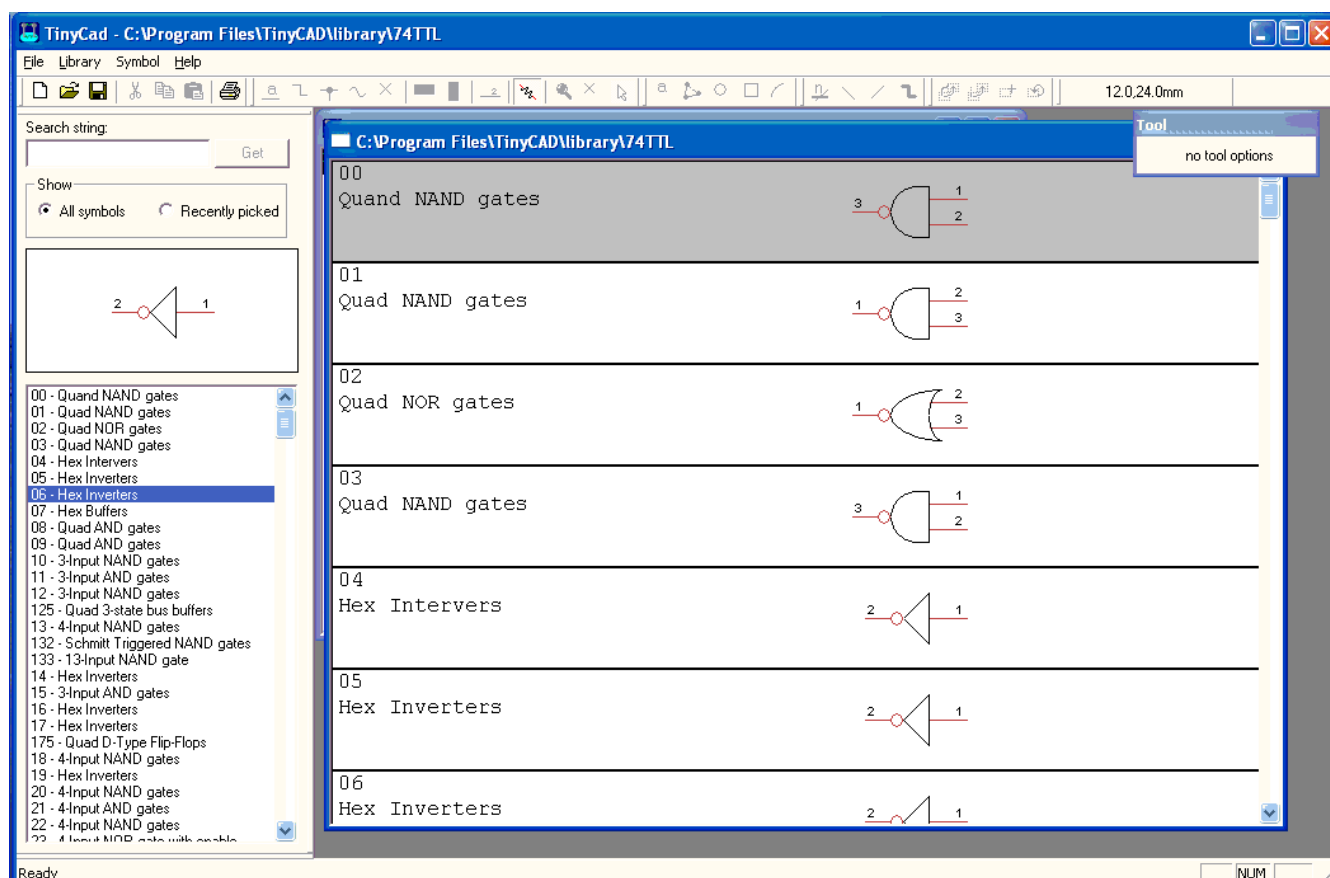 TinyCad - C:\Program Files\TinyCAD\library\74TTL
File Library Symbol Help
12.0,24.0mm
Search string:
Get
Show
All symbols Recently picked
2 1
00 - Quand NAND gates
01 - Quad NAND gates
02 - Quad NOR gates
03 - Quad NAND gates
04 - Hex Intervers
05 - Hex Inverters
06 - Hex Inverters
07 - Hex Buffers
08 - Quad AND gates
09 - Quad AND gates
10 - 3-Input NAND gates
11 - 3-Input AND gates
12 - 3-Input NAND gates
125 - Quad 3-state bus buffers
13 - 4-Input NAND gates
132 - Schmitt Triggered NAND gates
133 - 13-Input NAND gate
14 - Hex Inverters
15 - 3-Input AND gates
16 - Hex Inverters
17 - Hex Inverters
175 - Quad D-Type Flip-Flops
18 - 4-Input NAND gates
19 - Hex Inverters
20 - 4-Input NAND gates
21 - 4-Input AND gates
22 - 4-Input NAND gates
23 - 4-Input NOR gate with enable
C:\Program Files\TinyCAD\library\74TTL
00
Quand NAND gates
3 1
2
01
Quad NAND gates
1 2
3
02
Quad NOR gates
1 2
3
03
Quad NAND gates
3 1
2
04
Hex Intervers
2 1
05
Hex Inverters
2 1
06
Hex Inverters
2 1
Tool
no tool options
Ready
NUM